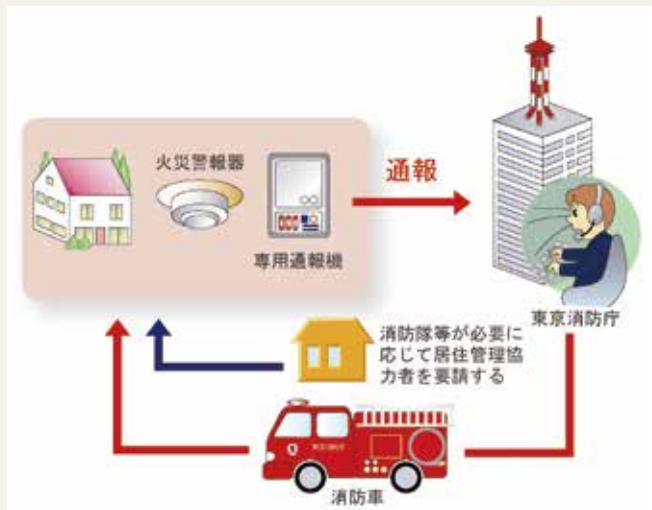 火災警報器
専用通報機
通報
東京消防庁
消防隊等が必要に
応じて居住管理協
力者を要請する
消防車